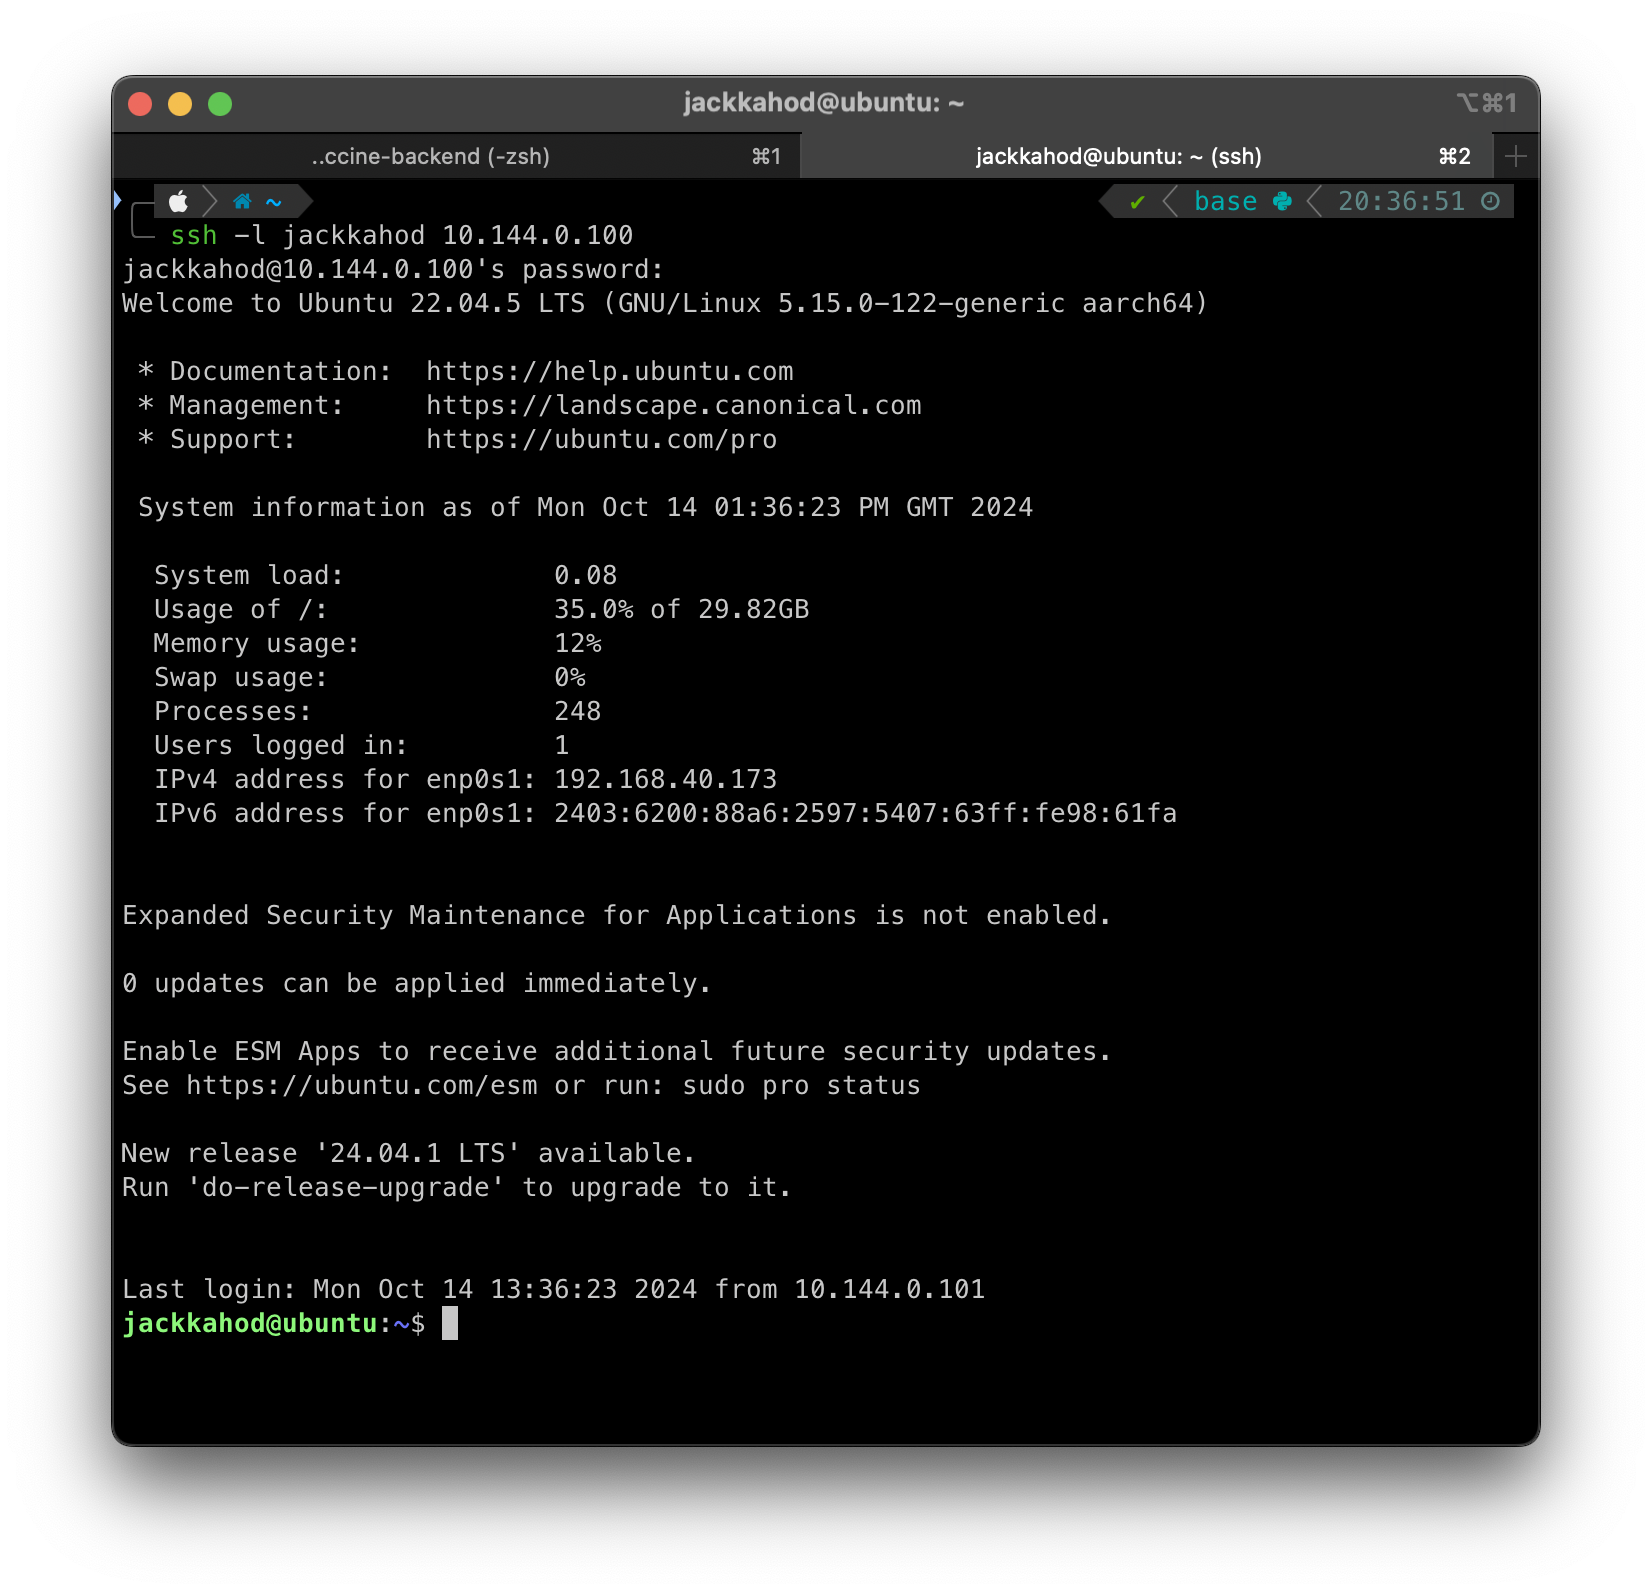 jackkahod@ubuntu: ~ ⌥⌘1
..ccine-backend (-zsh) ⌘1 jackkahod@ubuntu: ~ (ssh) ⌘2
~ ✔ base 20:36:51
ssh -l jackkahod 10.144.0.100
jackkahod@10.144.0.100's password:
Welcome to Ubuntu 22.04.5 LTS (GNU/Linux 5.15.0-122-generic aarch64)
* Documentation: https://help.ubuntu.com
* Management: https://landscape.canonical.com
* Support: https://ubuntu.com/pro
System information as of Mon Oct 14 01:36:23 PM GMT 2024
System load: 0.08
Usage of /: 35.0% of 29.82GB
Memory usage: 12%
Swap usage: 0%
Processes: 248
Users logged in: 1
IPv4 address for enp0s1: 192.168.40.173
IPv6 address for enp0s1: 2403:6200:88a6:2597:5407:63ff:fe98:61fa
Expanded Security Maintenance for Applications is not enabled.
0 updates can be applied immediately.
Enable ESM Apps to receive additional future security updates.
See https://ubuntu.com/esm or run: sudo pro status
New release '24.04.1 LTS' available.
Run 'do-release-upgrade' to upgrade to it.
Last login: Mon Oct 14 13:36:23 2024 from 10.144.0.101
jackkahod@ubuntu:~$